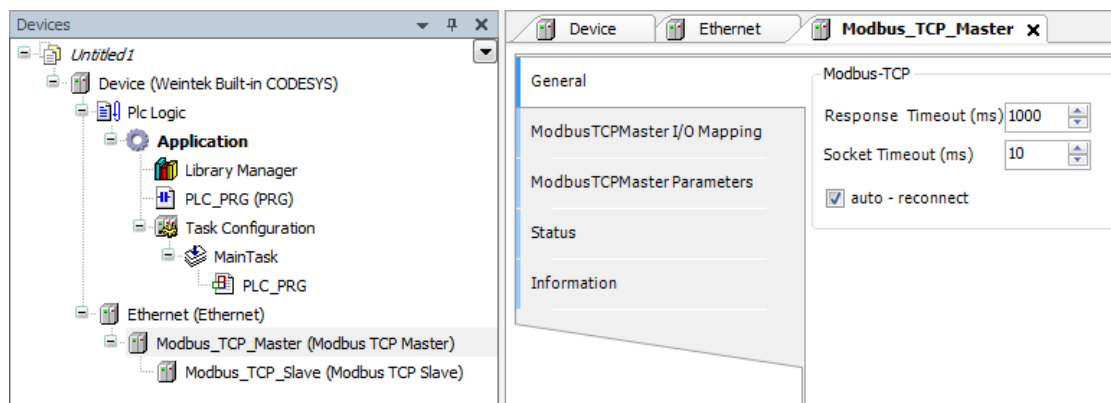 Devices
Untitled1
Device (Weintek Built-in CODESYS)
Plc Logic
Application
Library Manager
PLC_PRG (PRG)
Task Configuration
MainTask
PLC_PRG
Ethernet (Ethernet)
Modbus_TCP_Master (Modbus TCP Master)
Modbus_TCP_Slave (Modbus TCP Slave)
Device
Ethernet
Modbus_TCP_Master
General
ModbusTCPMaster I/O Mapping
ModbusTCPMaster Parameters
Status
Information
Modbus-TCP
Response Timeout (ms) 1000
Socket Timeout (ms) 10
auto - reconnect